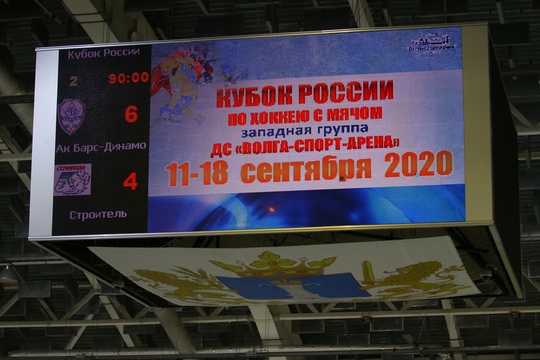 Кубок России
2 90:00
6
Ак Барс-Динамо
4
Строитель
КУБОК РОССИИ
ПО ХОККЕЮ С МЯЧОМ
ЗАПАДНАЯ ГРУППА
ДС «ВОЛГА-СПОРТ-АРЕНА»
11-18 сентября 2020